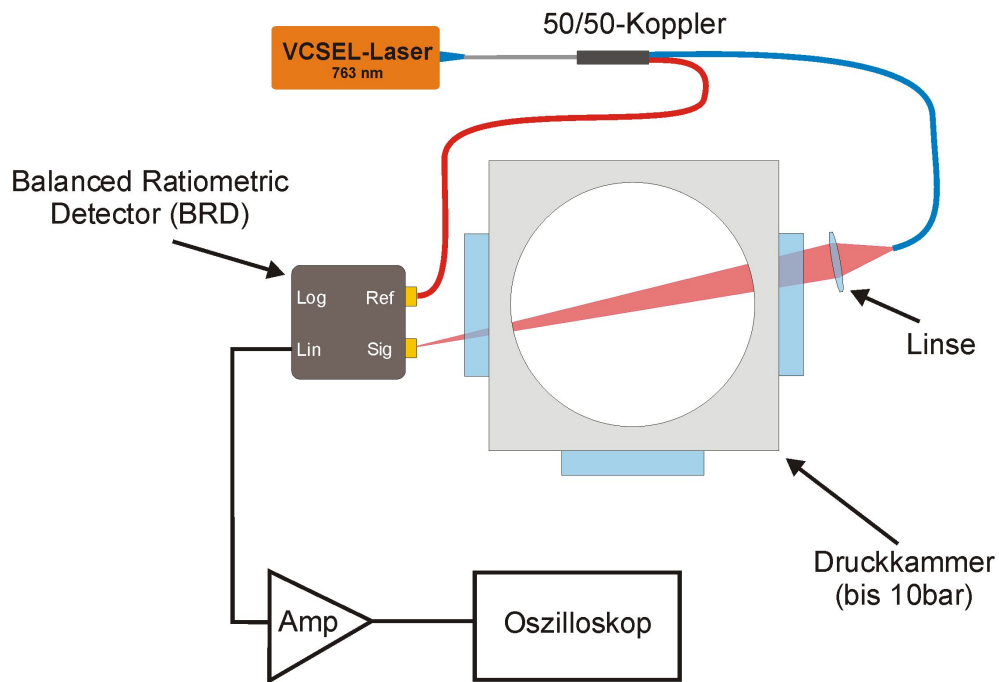 50/50-Koppler
VCSEL-Laser
763 nm
Balanced Ratiometric
Detector (BRD)
Log Ref
Lin Sig
Linse
Druckkammer
(bis 10bar)
Amp
Oszilloskop